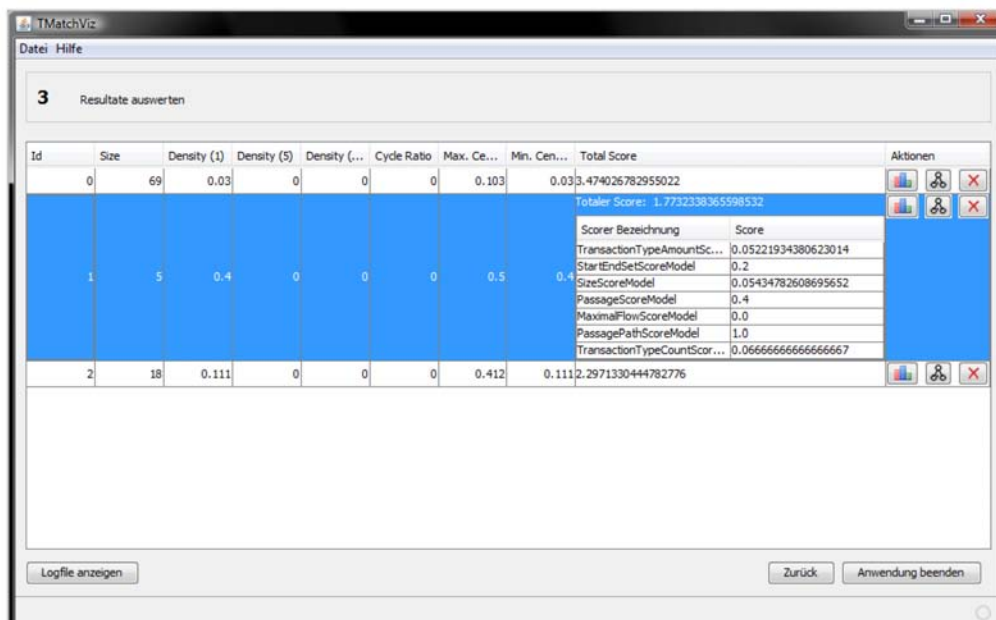 TMatchViz
Datei Hilfe
3 Resultate auswerten
Id Size Density (1) Density (5) Density (... Cycle Ratio Max. Ce... Min. Cen... Total Score Aktionen
0 69 0.03 0 0 0 0.103 0.03 3.474026782955022
Totaler Score: 1.7732338365598532
Scorer Bezeichnung Score
TransactionTypeAmountSc... 0.05221934380623014
StartEndSetScoreModel 0.2
1 5 0.4 0 0 0 0.5 0.4 SizeScoreModel 0.05434782608695652
PassageScoreModel 0.4
MaximalFlowScoreModel 0.0
PassagePathScoreModel 1.0
TransactionTypeCountScor... 0.06666666666666667
2 18 0.111 0 0 0 0.412 0.111 2.2971330444782776
Logfile anzeigen Zurück Anwendung beenden